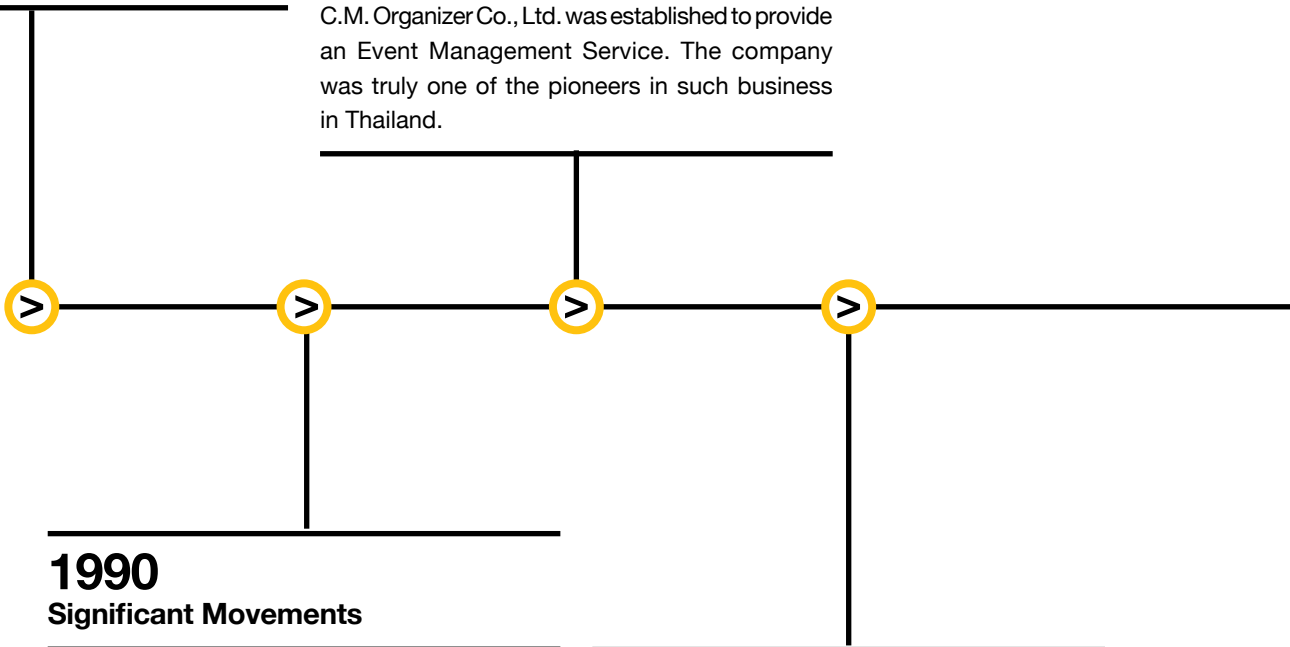 C.M. Organizer Co., Ltd. was established to provide
an Event Management Service. The company
was truly one of the pioneers in such business
in Thailand.
> > > >
1990
Significant Movements